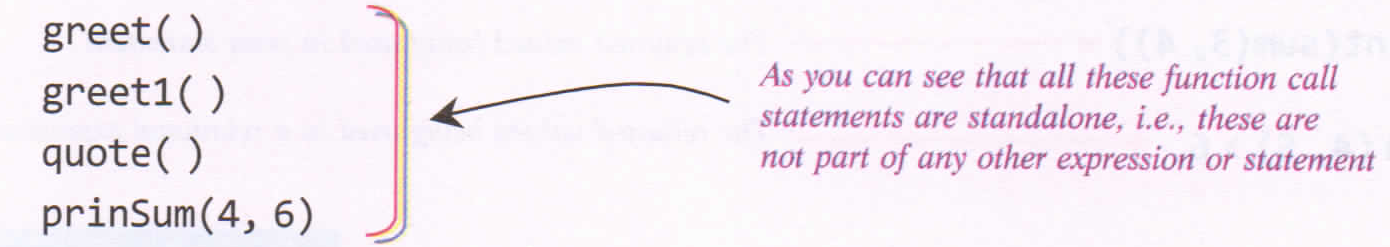 greet( )
greet1( )
quote( )
prinSum(4, 6)
As you can see that all these function call
statements are standalone, i.e., these are
not part of any other expression or statement